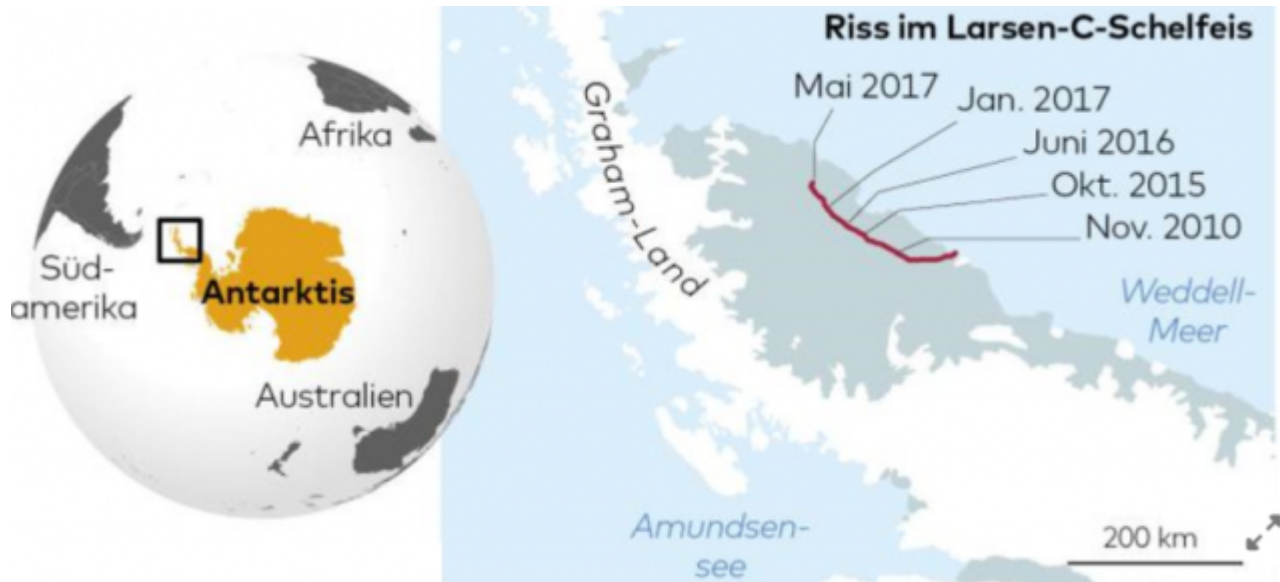 Riss im Larsen-C-Schelfeis
Mai 2017
Jan. 2017
Juni 2016
Okt. 2015
Nov. 2010
Graham-Land
Weddell-
Meer
Amundsen-
see
200 km
Afrika
Süd-
amerika
Antarktis
Australien